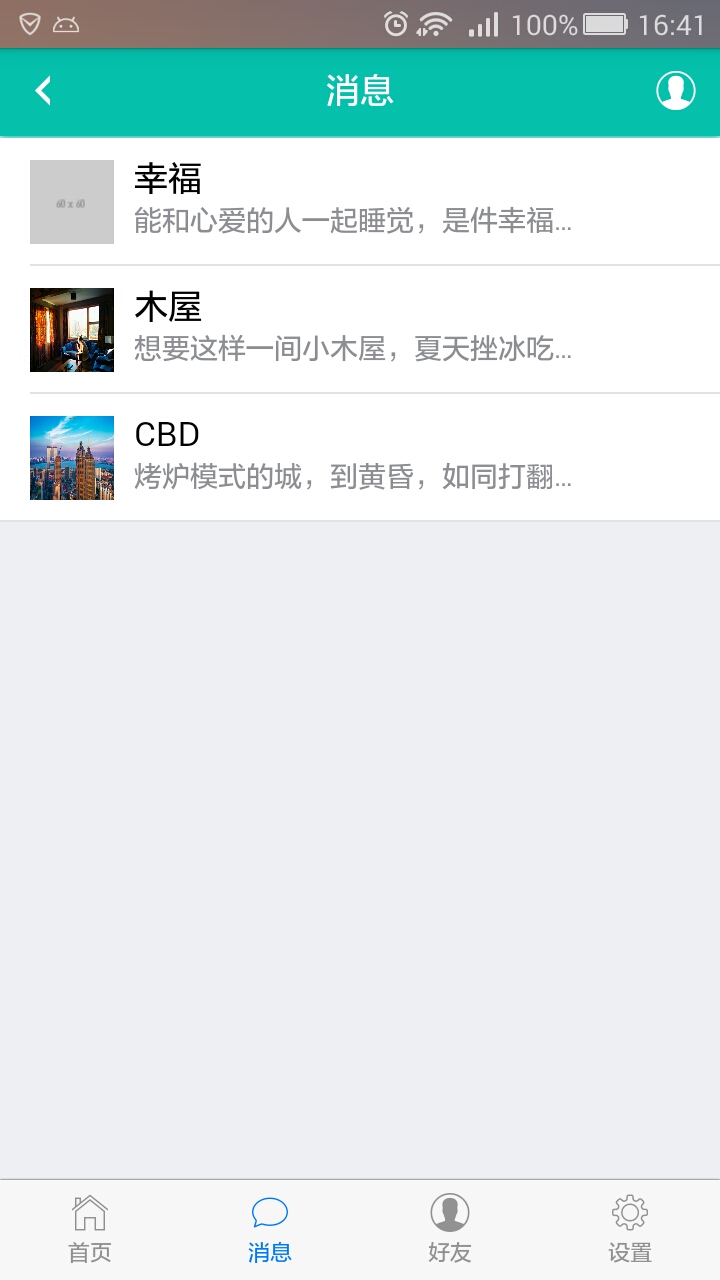 100% 16:41
消息
60 x 60
幸福
能和心爱的人一起睡觉，是件幸福...
木屋
想要这样一间小木屋，夏天挫冰吃...
CBD
烤炉模式的城，到黄昏，如同打翻...
首页 消息 好友 设置